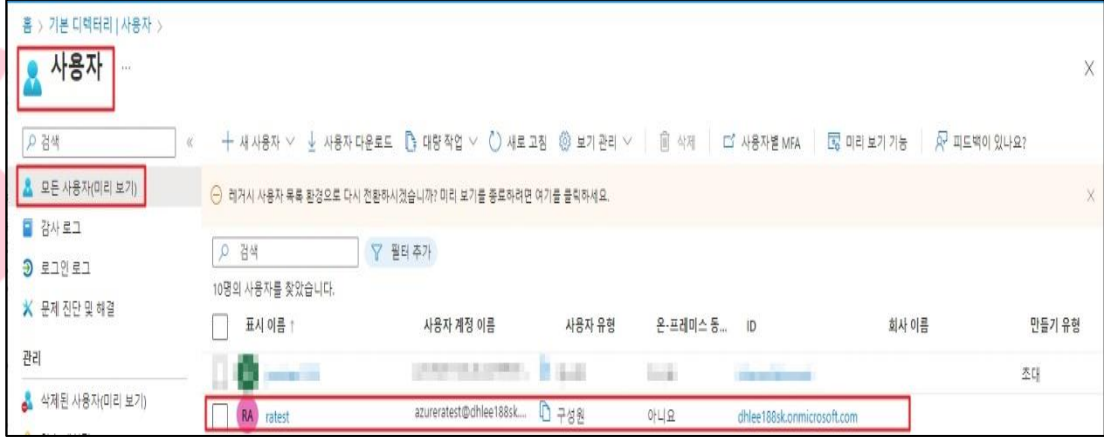 홈 > 기본 디렉터리 | 사용자 >
사용자 ...
검색
새 사용자 사용자 다운로드 대량 작업 새로 고침 보기 관리 삭제 사용자별 MFA 미리 보기 기능 피드백이 있나요?
모든 사용자(미리 보기)
레거시 사용자 목록 환경으로 다시 전환하시겠습니까? 미리 보기를 종료하려면 여기를 클릭하세요.
감사 로그
로그인 로그
문제 진단 및 해결
관리
삭제된 사용자(미리 보기)
검색 필터 추가
10명의 사용자를 찾았습니다.
표시 이름 ↑ 사용자 계정 이름 사용자 유형 온-프레미스 동... ID 회사 이름 만들기 유형
초대
RA ratest azureratest@dhlee188sk.... 구성원 아니요 dhlee188sk.onmicrosoft.com